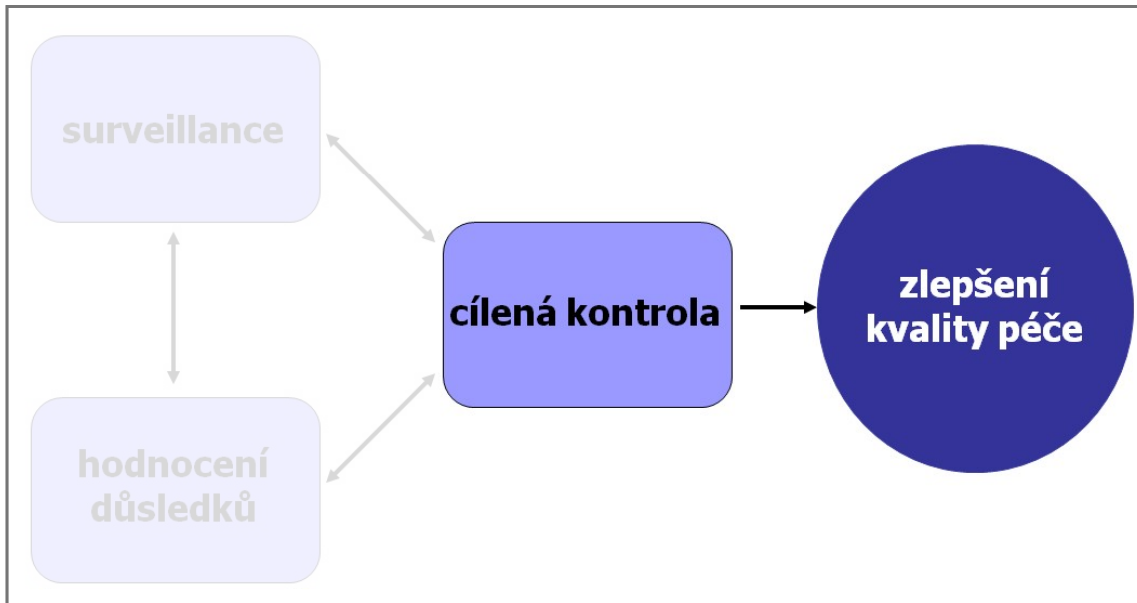 surveillance
cílená kontrola
zlepšení
kvality péče
hodnocení
důsledků